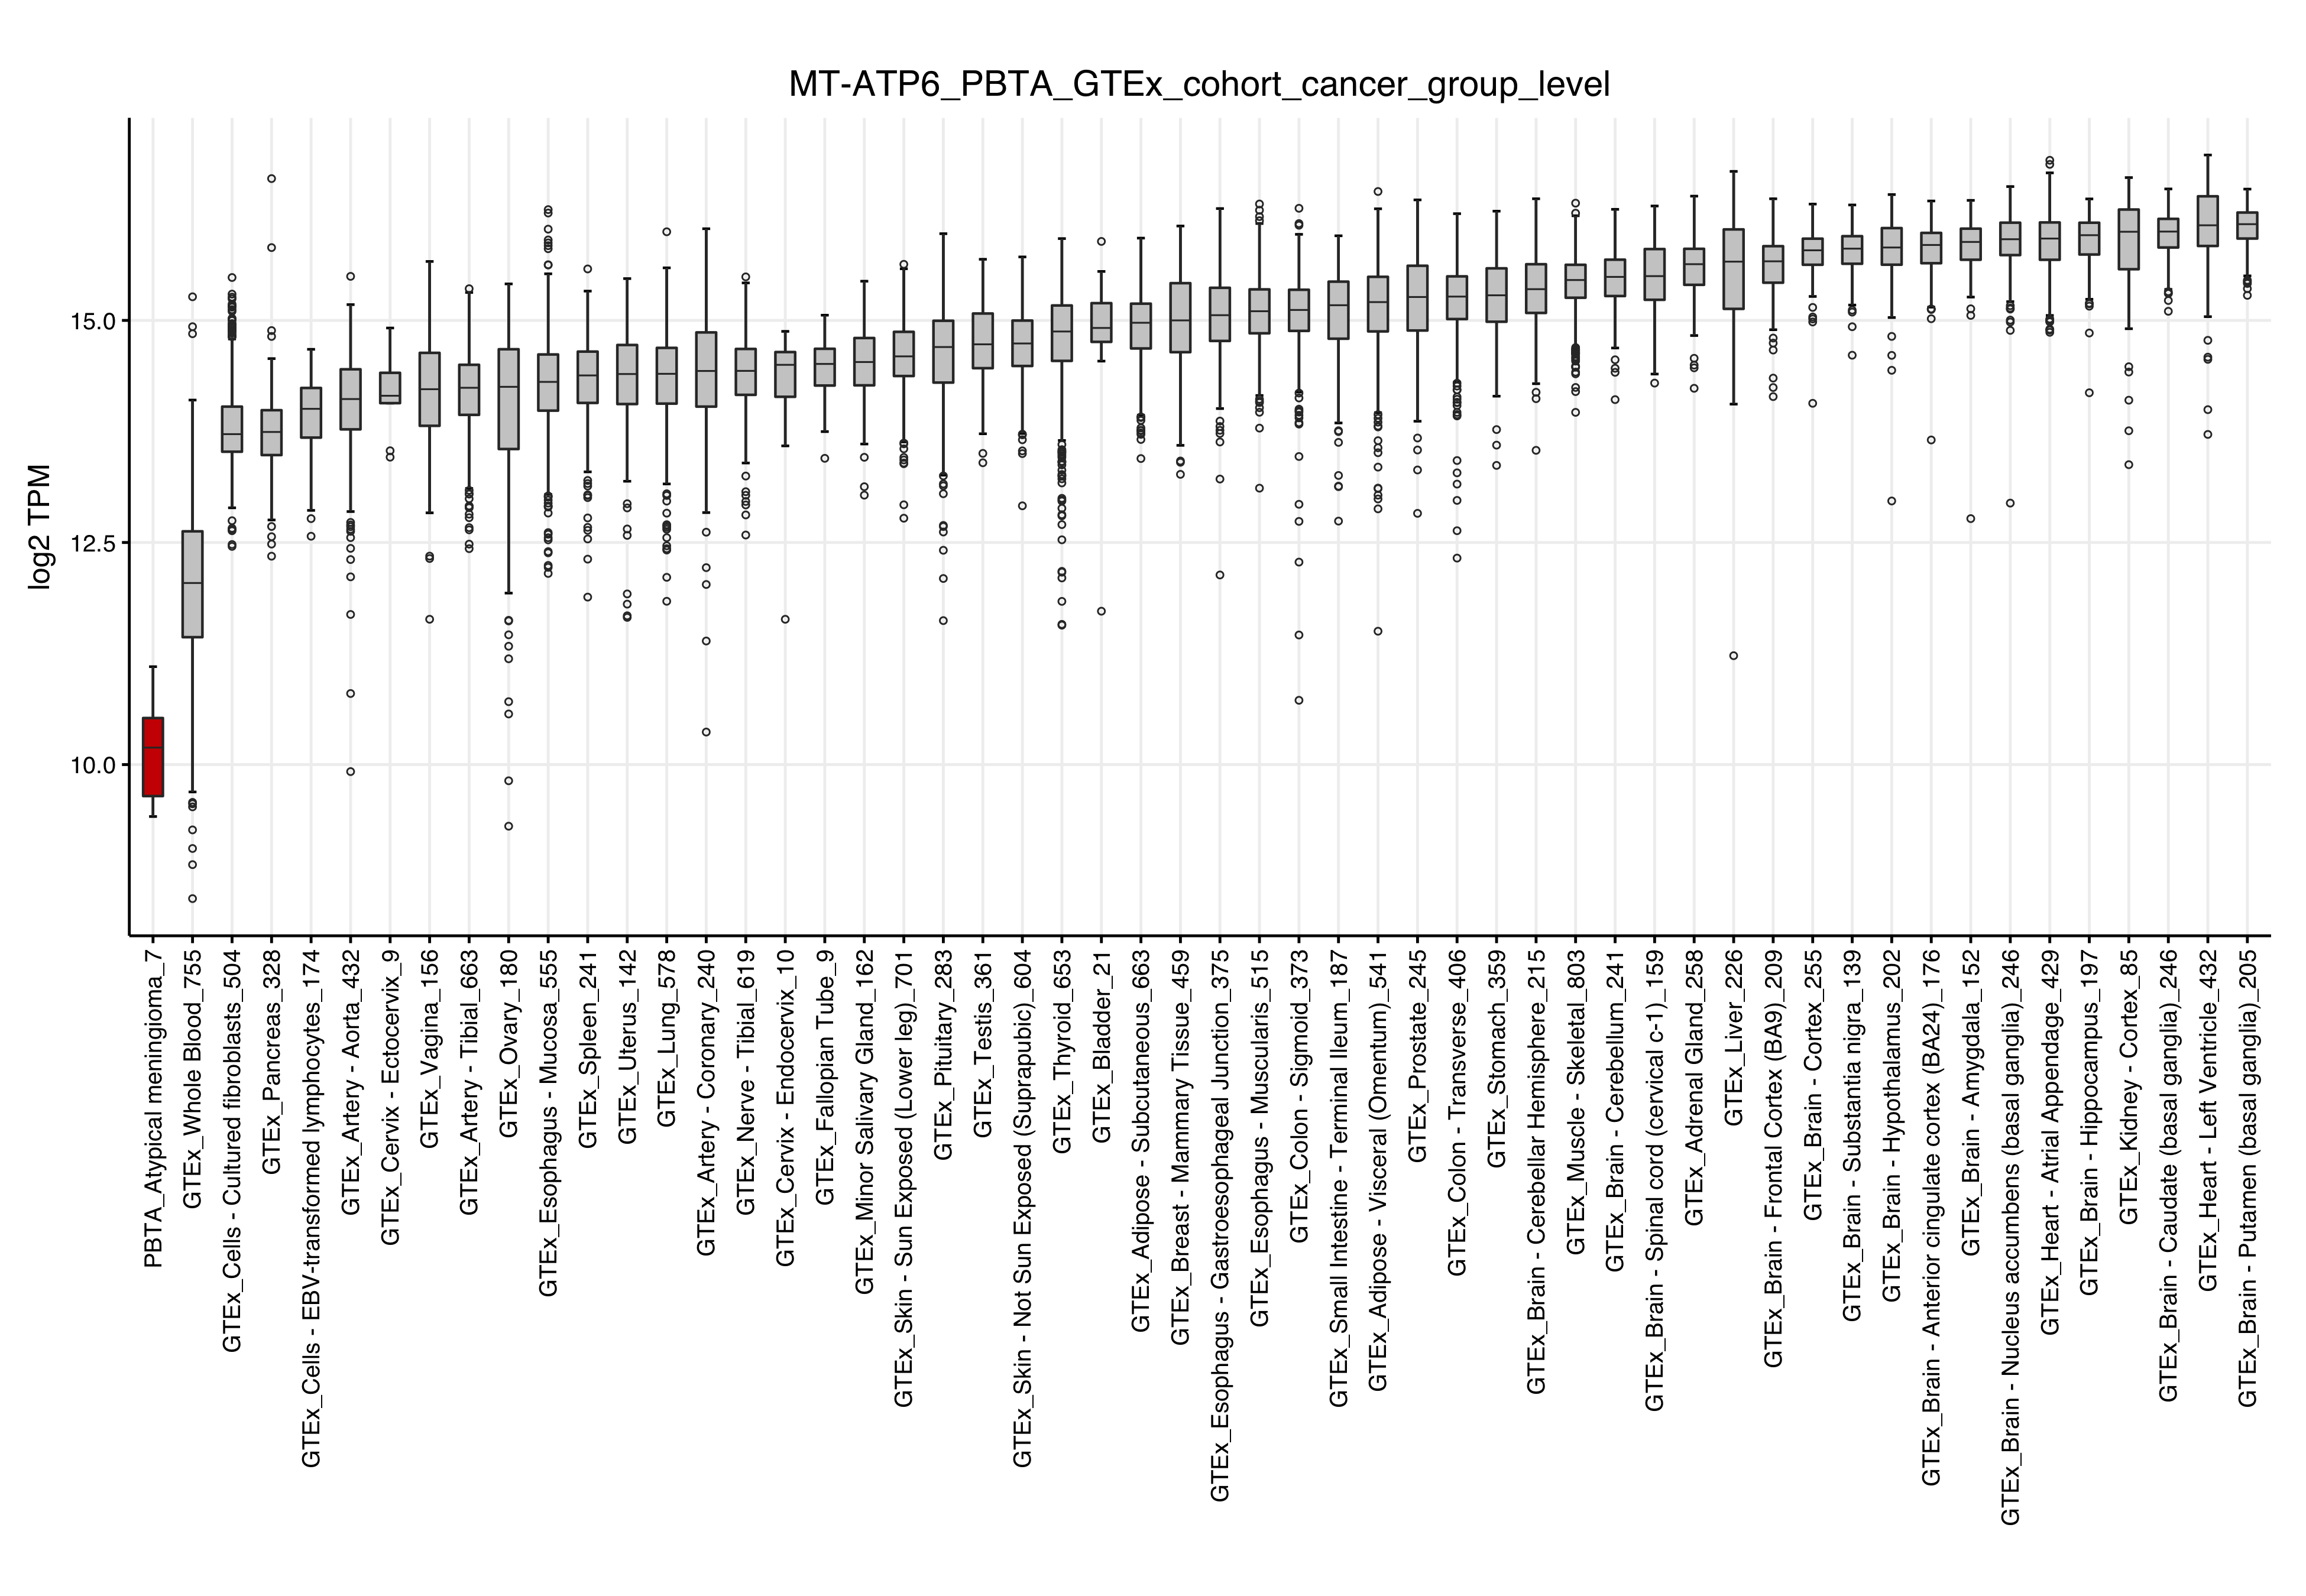 MT-ATP6_PBTA_GTEx_cohort_cancer_group_level
log2 TPM
15.0
12.5
10.0
PBTA_Atypical meningioma_7
GTEx_Whole Blood_755
GTEx_Cells - Cultured fibroblasts_504
GTEx_Pancreas_328
GTEx_Cells - EBV-transformed lymphocytes_174
GTEx_Artery - Aorta_432
GTEx_Cervix - Ectocervix_9
GTEx_Vagina_156
GTEx_Artery - Tibial_663
GTEx_Ovary_180
GTEx_Esophagus - Mucosa_555
GTEx_Spleen_241
GTEx_Uterus_142
GTEx_Lung_578
GTEx_Artery - Coronary_240
GTEx_Nerve - Tibial_619
GTEx_Cervix - Endocervix_10
GTEx_Fallopian Tube_9
GTEx_Minor Salivary Gland_162
GTEx_Skin - Sun Exposed (Lower leg)_701
GTEx_Pituitary_283
GTEx_Testis_361
GTEx_Skin - Not Sun Exposed (Suprapubic)_604
GTEx_Thyroid_653
GTEx_Bladder_21
GTEx_Adipose - Subcutaneous_663
GTEx_Breast - Mammary Tissue_459
GTEx_Esophagus - Gastroesophageal Junction_375
GTEx_Esophagus - Muscularis_515
GTEx_Colon - Sigmoid_373
GTEx_Small Intestine - Terminal Ileum_187
GTEx_Adipose - Visceral (Omentum)_541
GTEx_Prostate_245
GTEx_Colon - Transverse_406
GTEx_Stomach_359
GTEx_Brain - Cerebellar Hemisphere_215
GTEx_Muscle - Skeletal_803
GTEx_Brain - Cerebellum_241
GTEx_Brain - Spinal cord (cervical c-1)_159
GTEx_Adrenal Gland_258
GTEx_Liver_226
GTEx_Brain - Frontal Cortex (BA9)_209
GTEx_Brain - Cortex_255
GTEx_Brain - Substantia nigra_139
GTEx_Brain - Hypothalamus_202
GTEx_Brain - Anterior cingulate cortex (BA24)_176
GTEx_Brain - Amygdala_152
GTEx_Brain - Nucleus accumbens (basal ganglia)_246
GTEx_Heart - Atrial Appendage_429
GTEx_Brain - Hippocampus_197
GTEx_Kidney - Cortex_85
GTEx_Brain - Caudate (basal ganglia)_246
GTEx_Heart - Left Ventricle_432
GTEx_Brain - Putamen (basal ganglia)_205